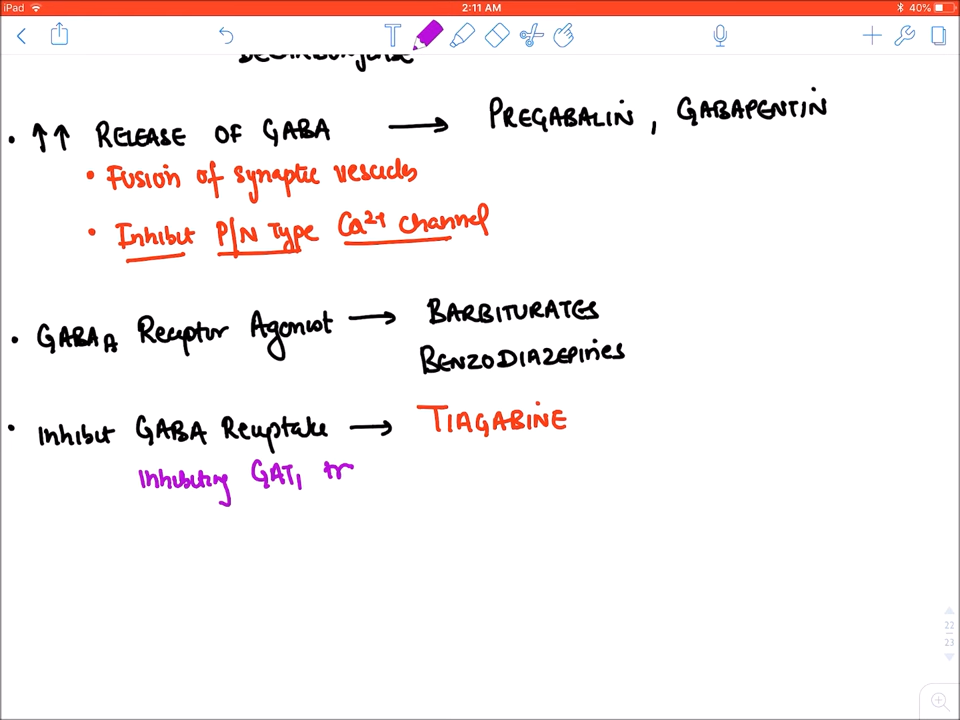 iPad 2:11 AM 40%
T
• ↑↑ RELEASE OF GABA → PREGABALIN, GABAPENTIN
• Fusion of synaptic vesicles
• Inhibit P/N Type Ca2+ channel
• GABAA Receptor Agonist → BARBITURATES
BENZODIAZEPINES
• Inhibit GABA Reuptake → TIAGABINE
Inhibiting GAT1 tr
22
23